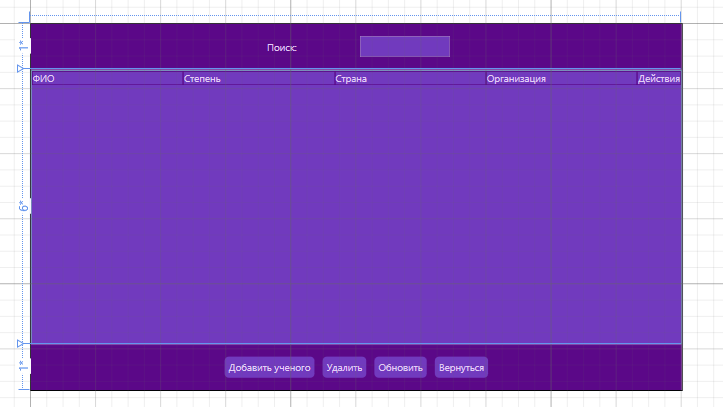 1*
Поиск:
ФИО Степень Страна Организация Действия
6*
1*
Добавить ученого Удалить Обновить Вернуться